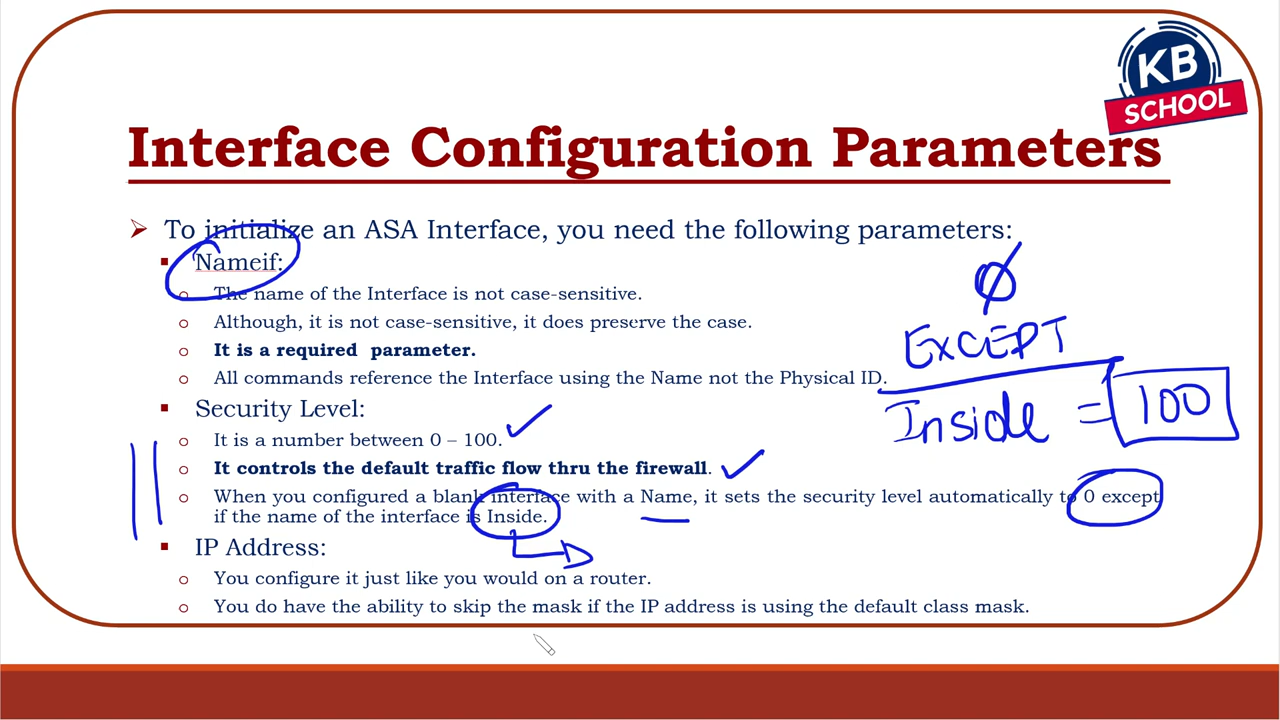 KB
SCHOOL
Interface Configuration Parameters
To initialize an ASA Interface, you need the following parameters:
Nameif:
The name of the Interface is not case-sensitive.
Although, it is not case-sensitive, it does preserve the case.
It is a required parameter.
All commands reference the Interface using the Name not the Physical ID.
Security Level:
It is a number between 0 – 100.
It controls the default traffic flow thru the firewall.
When you configured a blank interface with a Name, it sets the security level automatically to 0 except
if the name of the interface is Inside.
IP Address:
You configure it just like you would on a router.
You do have the ability to skip the mask if the IP address is using the default class mask.
0
EXCEPT
Inside = 100